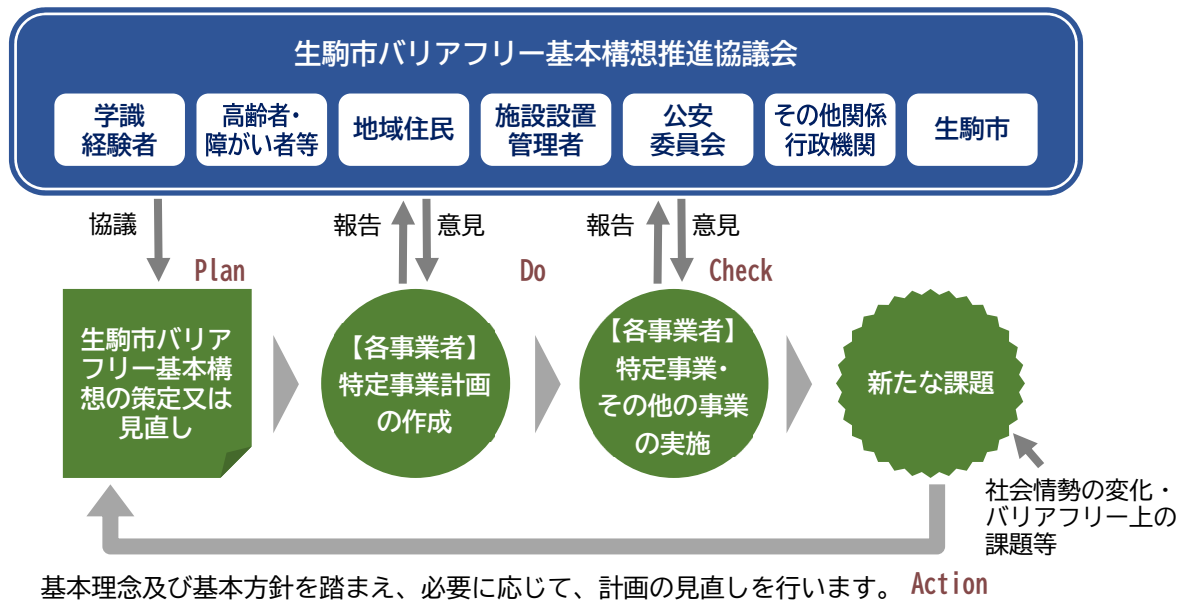 生駒市バリアフリー基本構想推進協議会
学識
経験者
高齢者・
障がい者等
地域住民
施設設置
管理者
公安
委員会
その他関係
行政機関
生駒市
協議
報告
意見
報告
意見
Plan
Do
Check
生駒市バリア
フリー基本構
想の策定又は
見直し
【各事業者】
特定事業計画
の作成
【各事業者】
特定事業・
その他の事業
の実施
新たな課題
社会情勢の変化・
バリアフリー上の
課題等
基本理念及び基本方針を踏まえ、必要に応じて、計画の見直しを行います。 Action